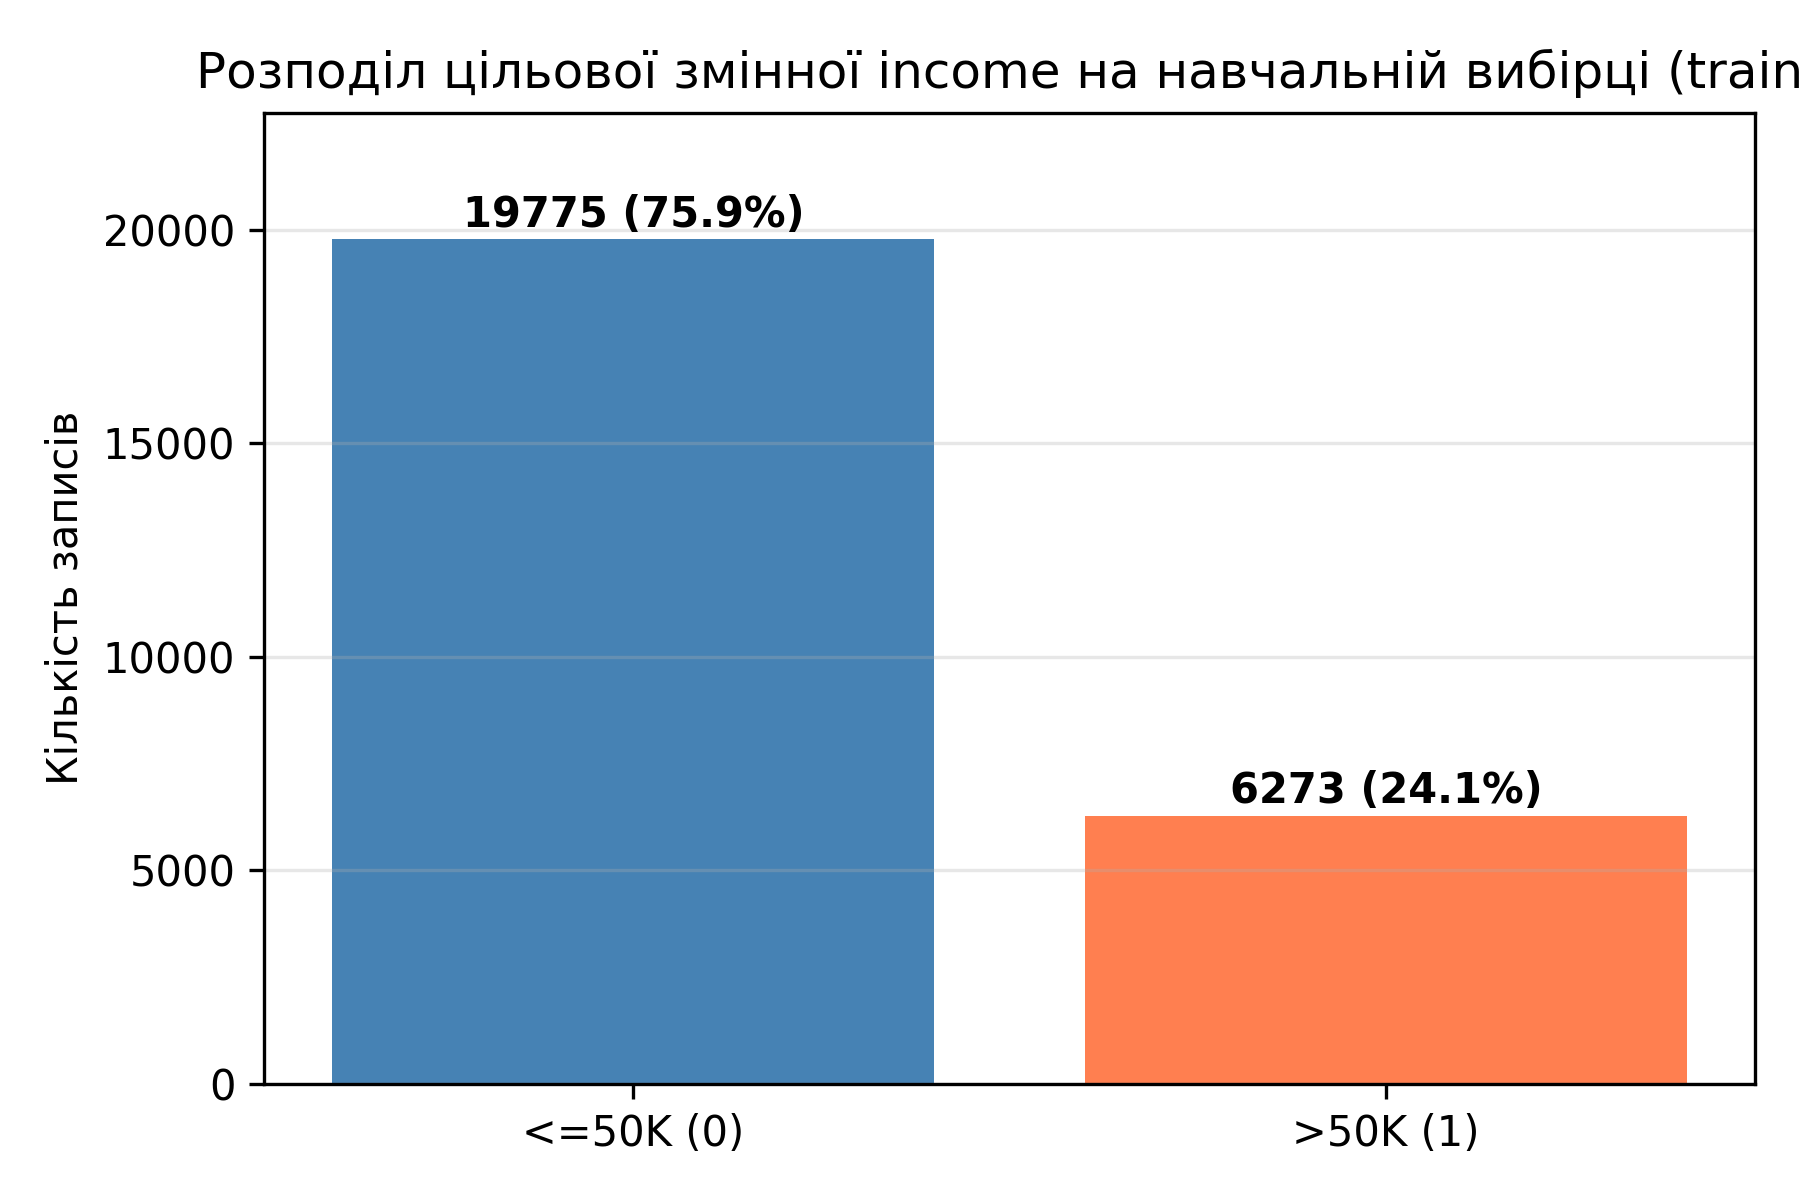 Розподіл цільової змінної income на навчальній вибірці (train
Кількість записів
20000
15000
10000
5000
0
19775 (75.9%)
6273 (24.1%)
<=50K (0)
>50K (1)